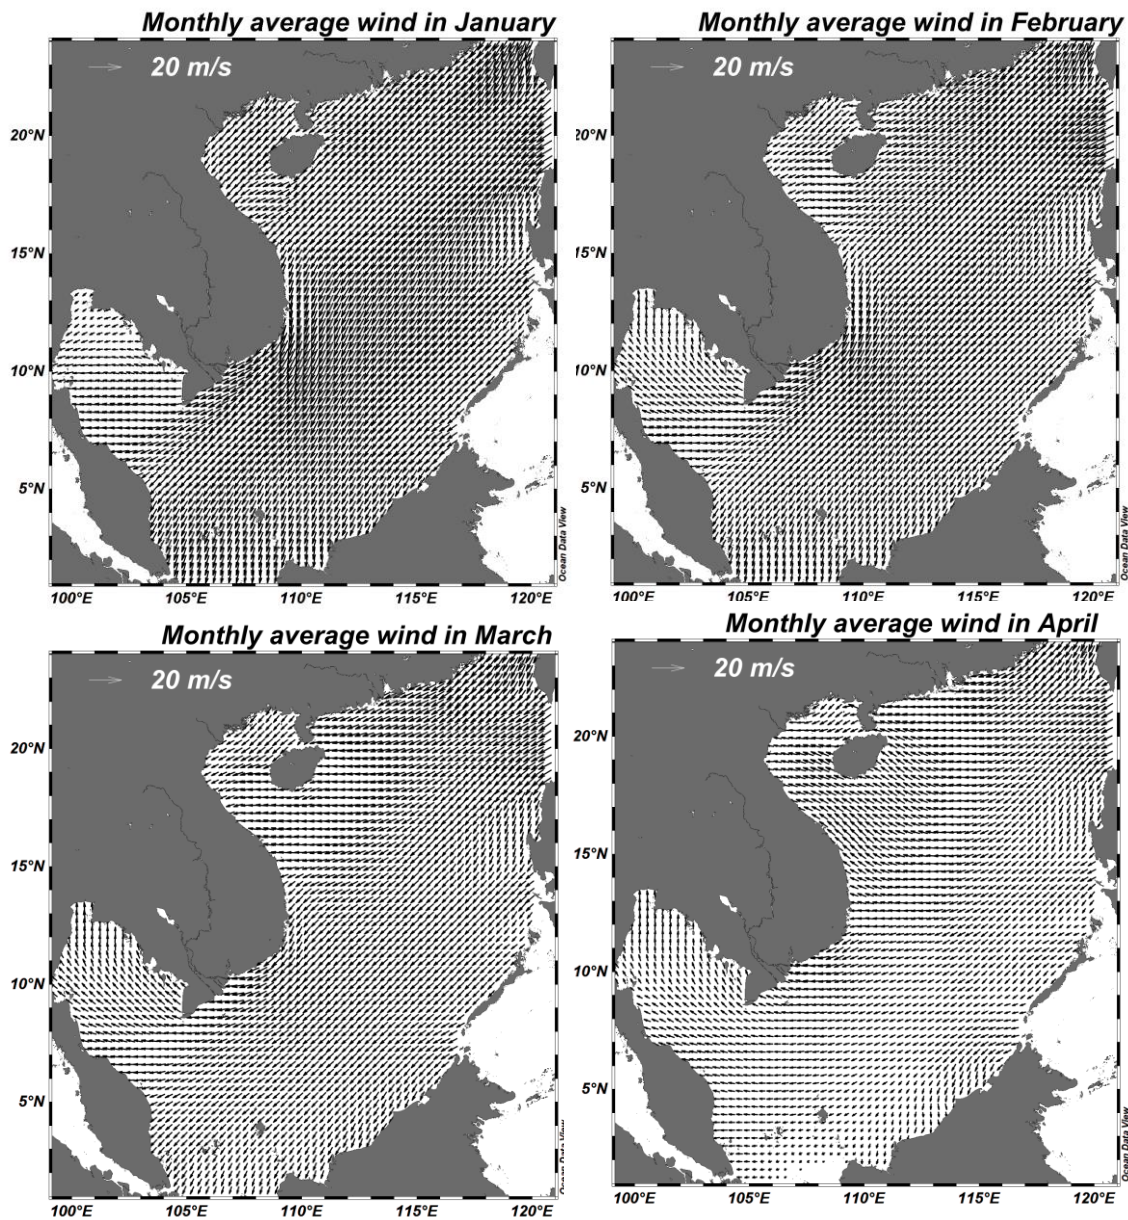 Monthly average wind in January
20 m/s
20°N
15°N
10°N
5°N
100°E 105°E 110°E 115°E 120°E
Ocean Data View
Monthly average wind in February
20 m/s
20°N
15°N
10°N
5°N
100°E 105°E 110°E 115°E 120°E
Ocean Data View
Monthly average wind in March
20 m/s
20°N
15°N
10°N
5°N
100°E 105°E 110°E 115°E 120°E
Ocean Data View
Monthly average wind in April
20 m/s
20°N
15°N
10°N
5°N
100°E 105°E 110°E 115°E 120°E
Ocean Data View